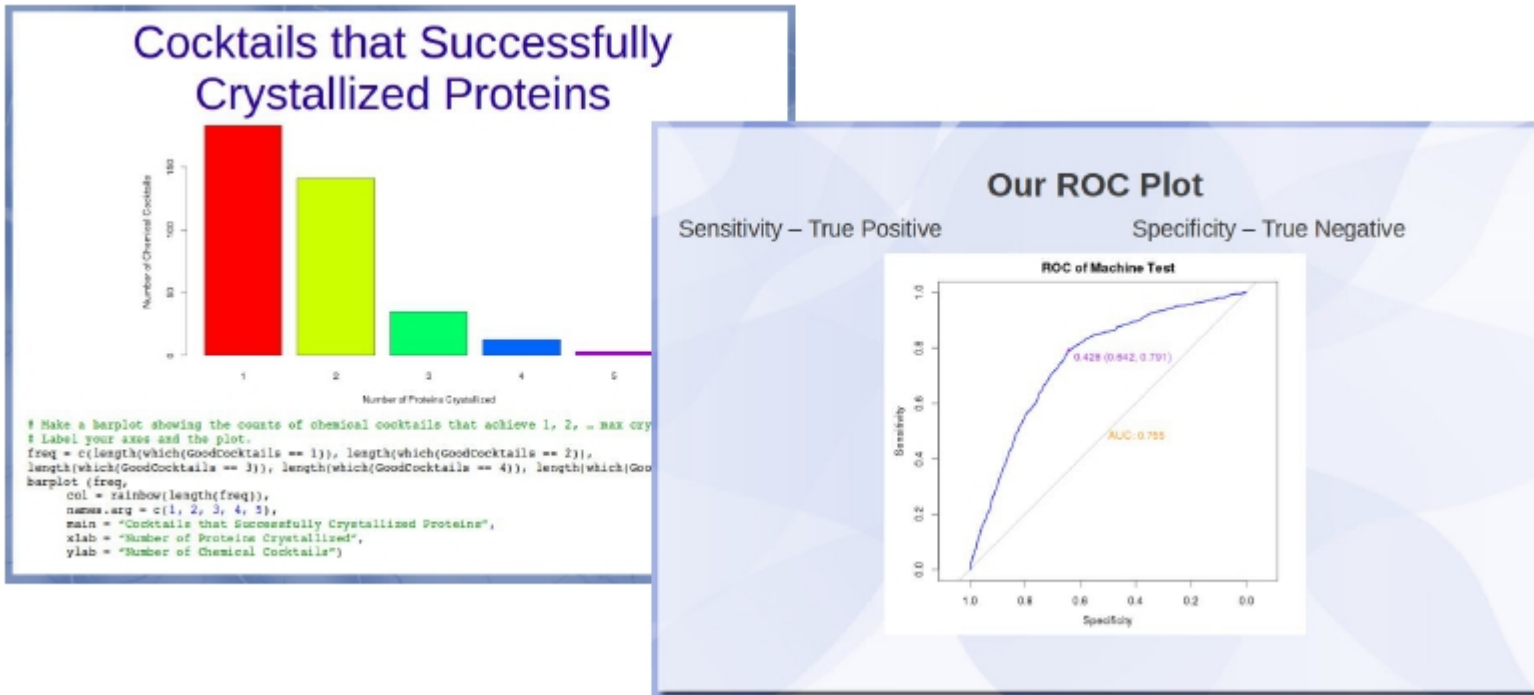 Cocktails that Successfully
Crystallized Proteins
Number of Chemical Cocktails
150
100
50
0
1 2 3 4 5
Number of Proteins Crystallized
# Make a barplot showing the counts of chemical cocktails that achieve 1, 2, … max cry
# Label your axes and the plot.
freq = c(length(which(GoodCocktails == 1)), length(which(GoodCocktails == 2)),
length(which(GoodCocktails == 3)), length(which(GoodCocktails == 4)), length(which(Goo
barplot (freq,
col = rainbow(length(freq)),
names.arg = c(1, 2, 3, 4, 5),
main = "Cocktails that Successfully Crystallized Proteins",
xlab = "Number of Proteins Crystallized",
ylab = "Number of Chemical Cocktails")
Our ROC Plot
Sensitivity – True Positive
Specificity – True Negative
ROC of Machine Test
Sensitivity
1.0
0.8
0.6
0.4
0.2
0.0
0.428 (0.642, 0.791)
AUC: 0.755
1.0 0.8 0.6 0.4 0.2 0.0
Specificity